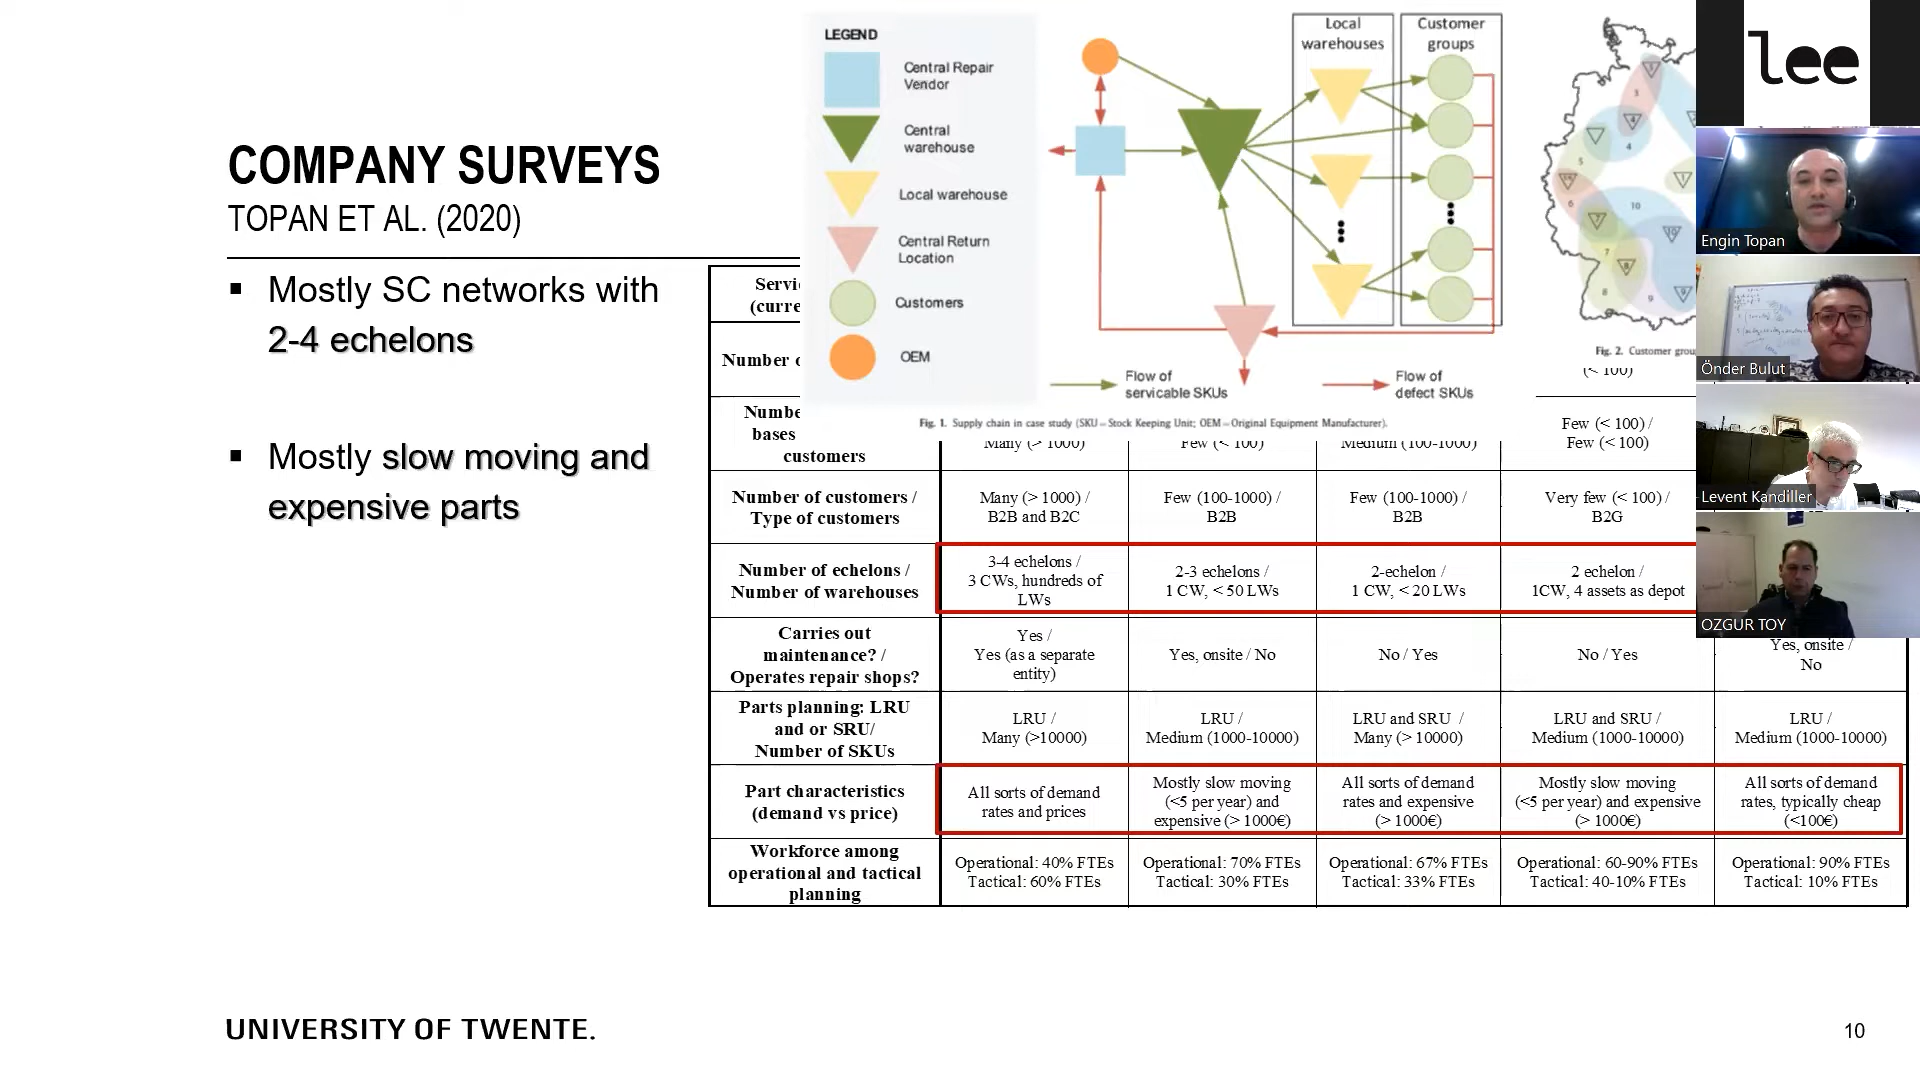 COMPANY SURVEYS
TOPAN ET AL. (2020)
▪ Mostly SC networks with
2-4 echelons
▪ Mostly slow moving and
expensive parts
LEGEND
Central Repair
Vendor
Central
warehouse
Local warehouse
Central Return
Location
Customers
OEM
Local
warehouses
Customer
groups
Flow of
servicable SKUs
Flow of
defect SKUs
Fig. 1. Supply chain in case study (SKU=Stock Keeping Unit; OEM=Original Equipment Manufacturer).
3
4
4
5
6
10
10
7
7
8
8
9
9
Fig. 2. Customer grou
Servi
(curre
Number o
(< 100)
Numbe
bases
customers
Many (> 1000)
Few (< 100)
Medium (100-1000)
Few (< 100) /
Few (< 100)
Number of customers /
Type of customers
Many (> 1000) /
B2B and B2C
Few (100-1000) /
B2B
Few (100-1000) /
B2B
Very few (< 100) /
B2G
Number of echelons /
Number of warehouses
3-4 echelons /
3 CWs, hundreds of
LWs
2-3 echelons /
1 CW, < 50 LWs
2-echelon /
1 CW, < 20 LWs
2 echelon /
1CW, 4 assets as depot
Carries out
maintenance? /
Operates repair shops?
Yes /
Yes (as a separate
entity)
Yes, onsite / No
No / Yes
No / Yes
Yes, onsite /
No
Parts planning: LRU
and or SRU/
Number of SKUs
LRU /
Many (>10000)
LRU /
Medium (1000-10000)
LRU and SRU /
Many (> 10000)
LRU and SRU /
Medium (1000-10000)
LRU /
Medium (1000-10000)
Part characteristics
(demand vs price)
All sorts of demand
rates and prices
Mostly slow moving
(<5 per year) and
expensive (> 1000€)
All sorts of demand
rates and expensive
(> 1000€)
Mostly slow moving
(<5 per year) and expensive
(> 1000€)
All sorts of demand
rates, typically cheap
(<100€)
Workforce among
operational and tactical
planning
Operational: 40% FTEs
Tactical: 60% FTEs
Operational: 70% FTEs
Tactical: 30% FTEs
Operational: 67% FTEs
Tactical: 33% FTEs
Operational: 60-90% FTEs
Tactical: 40-10% FTEs
Operational: 90% FTEs
Tactical: 10% FTEs
lee
Engin Topan
Önder Bulut
Levent Kandiller
OZGUR TOY
UNIVERSITY OF TWENTE.
10